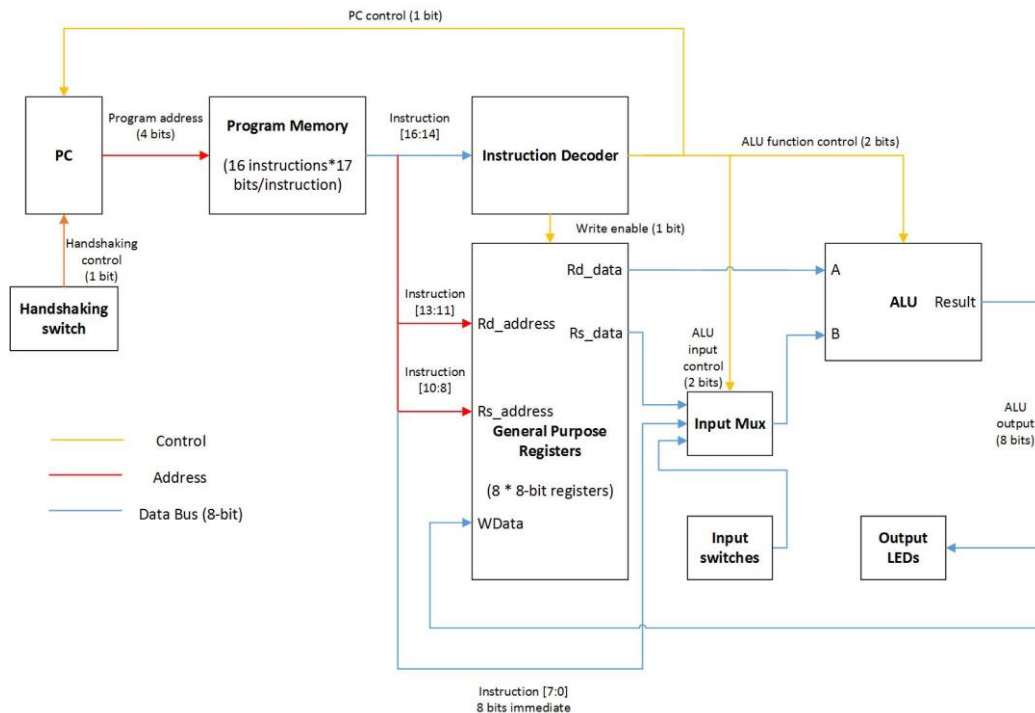 PC control (1 bit)
Program address
(4 bits)
PC
Program Memory
(16 instructions*17
bits/instruction)
Instruction
[16:14]
Instruction Decoder
ALU function control (2 bits)
Handshaking
control
(1 bit)
Handshaking
switch
Write enable (1 bit)
Instruction
[13:11]
Instruction
[10:8]
Rd_data
Rs_data
Rd_address
Rs_address
General Purpose
Registers
(8 * 8-bit registers)
WData
ALU
input
control
(2 bits)
Input Mux
A
B
ALU
Result
ALU
output
(8 bits)
Control
Address
Data Bus (8-bit)
Input
switches
Output
LEDs
Instruction [7:0]
8 bits immediate